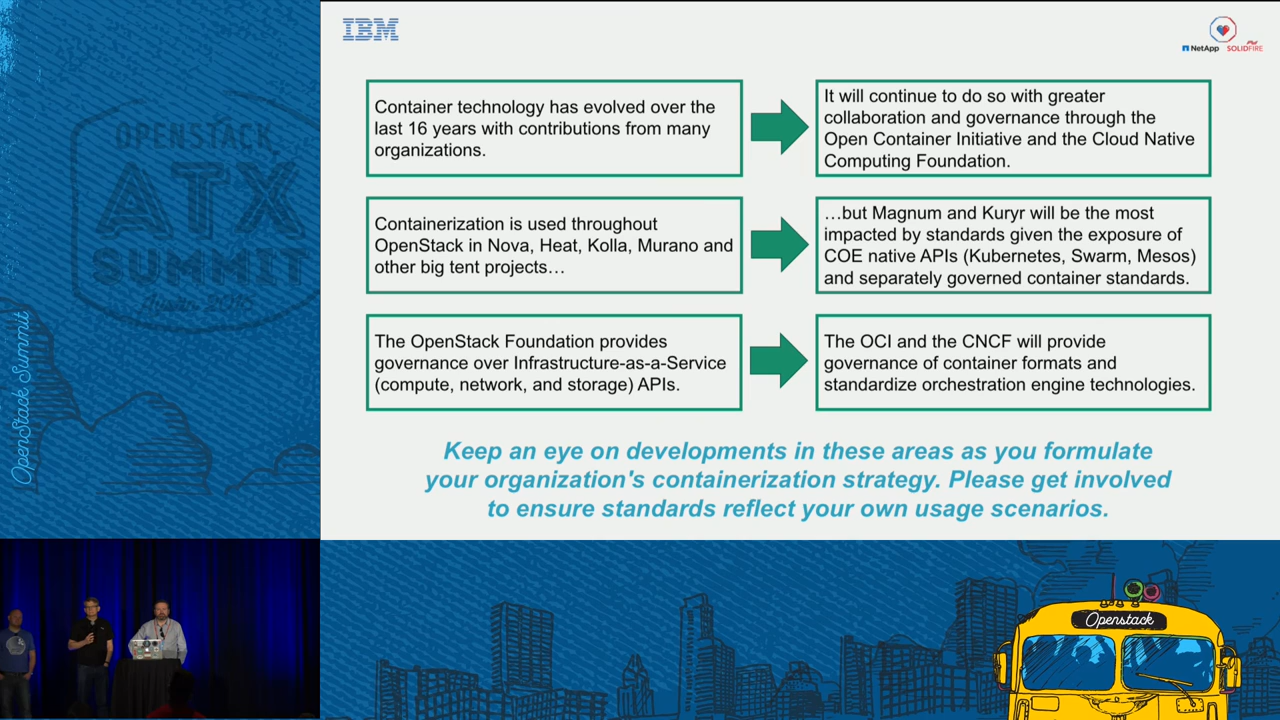 IBM
NetApp
SOLIDFIRE
Container technology has evolved over the
last 16 years with contributions from many
organizations.
It will continue to do so with greater
collaboration and governance through the
Open Container Initiative and the Cloud Native
Computing Foundation.
Containerization is used throughout
OpenStack in Nova, Heat, Kolla, Murano and
other big tent projects…
…but Magnum and Kuryr will be the most
impacted by standards given the exposure of
COE native APIs (Kubernetes, Swarm, Mesos)
and separately governed container standards.
The OpenStack Foundation provides
governance over Infrastructure-as-a-Service
(compute, network, and storage) APIs.
The OCI and the CNCF will provide
governance of container formats and
standardize orchestration engine technologies.
Keep an eye on developments in these areas as you formulate
your organization's containerization strategy. Please get involved
to ensure standards reflect your own usage scenarios.
OPENSTACK
ATX
SUMMIT
Austin 2016
OpenStack Summit
Openstack